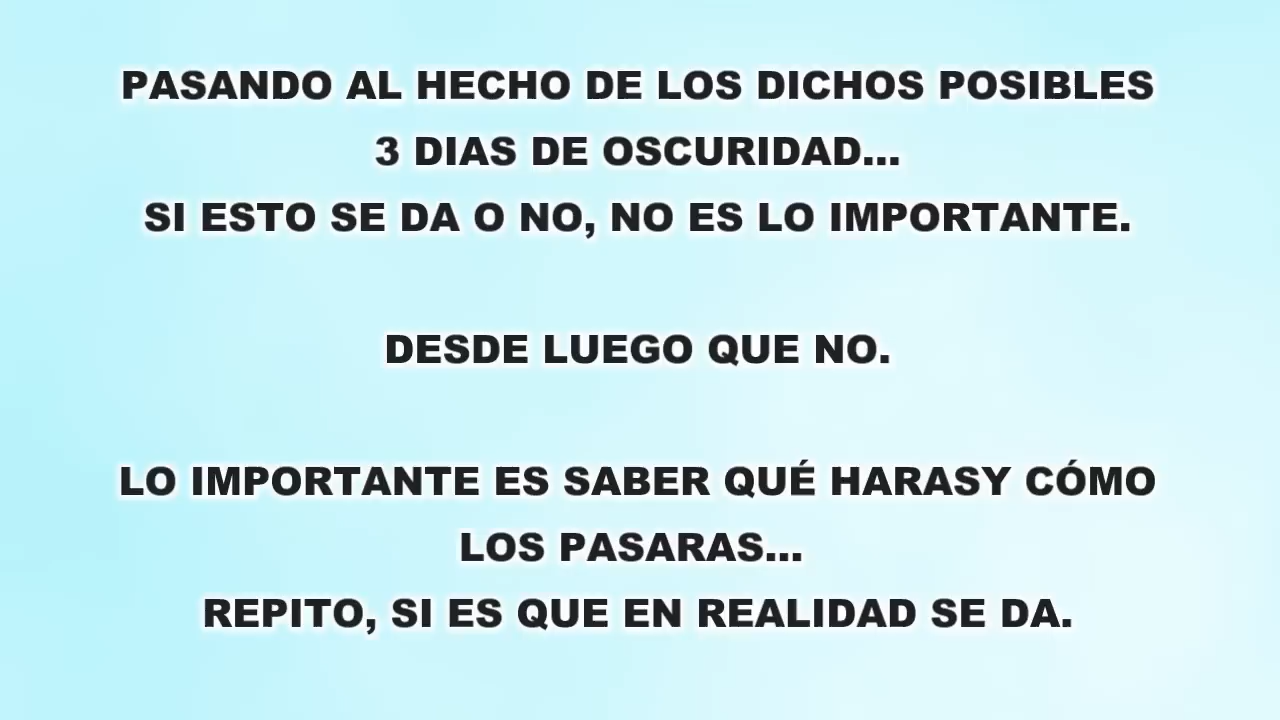 PASANDO AL HECHO DE LOS DICHOS POSIBLES
3 DIAS DE OSCURIDAD...
SI ESTO SE DA O NO, NO ES LO IMPORTANTE.
DESDE LUEGO QUE NO.
LO IMPORTANTE ES SABER QUÉ HARASY CÓMO
LOS PASARAS...
REPITO, SI ES QUE EN REALIDAD SE DA.